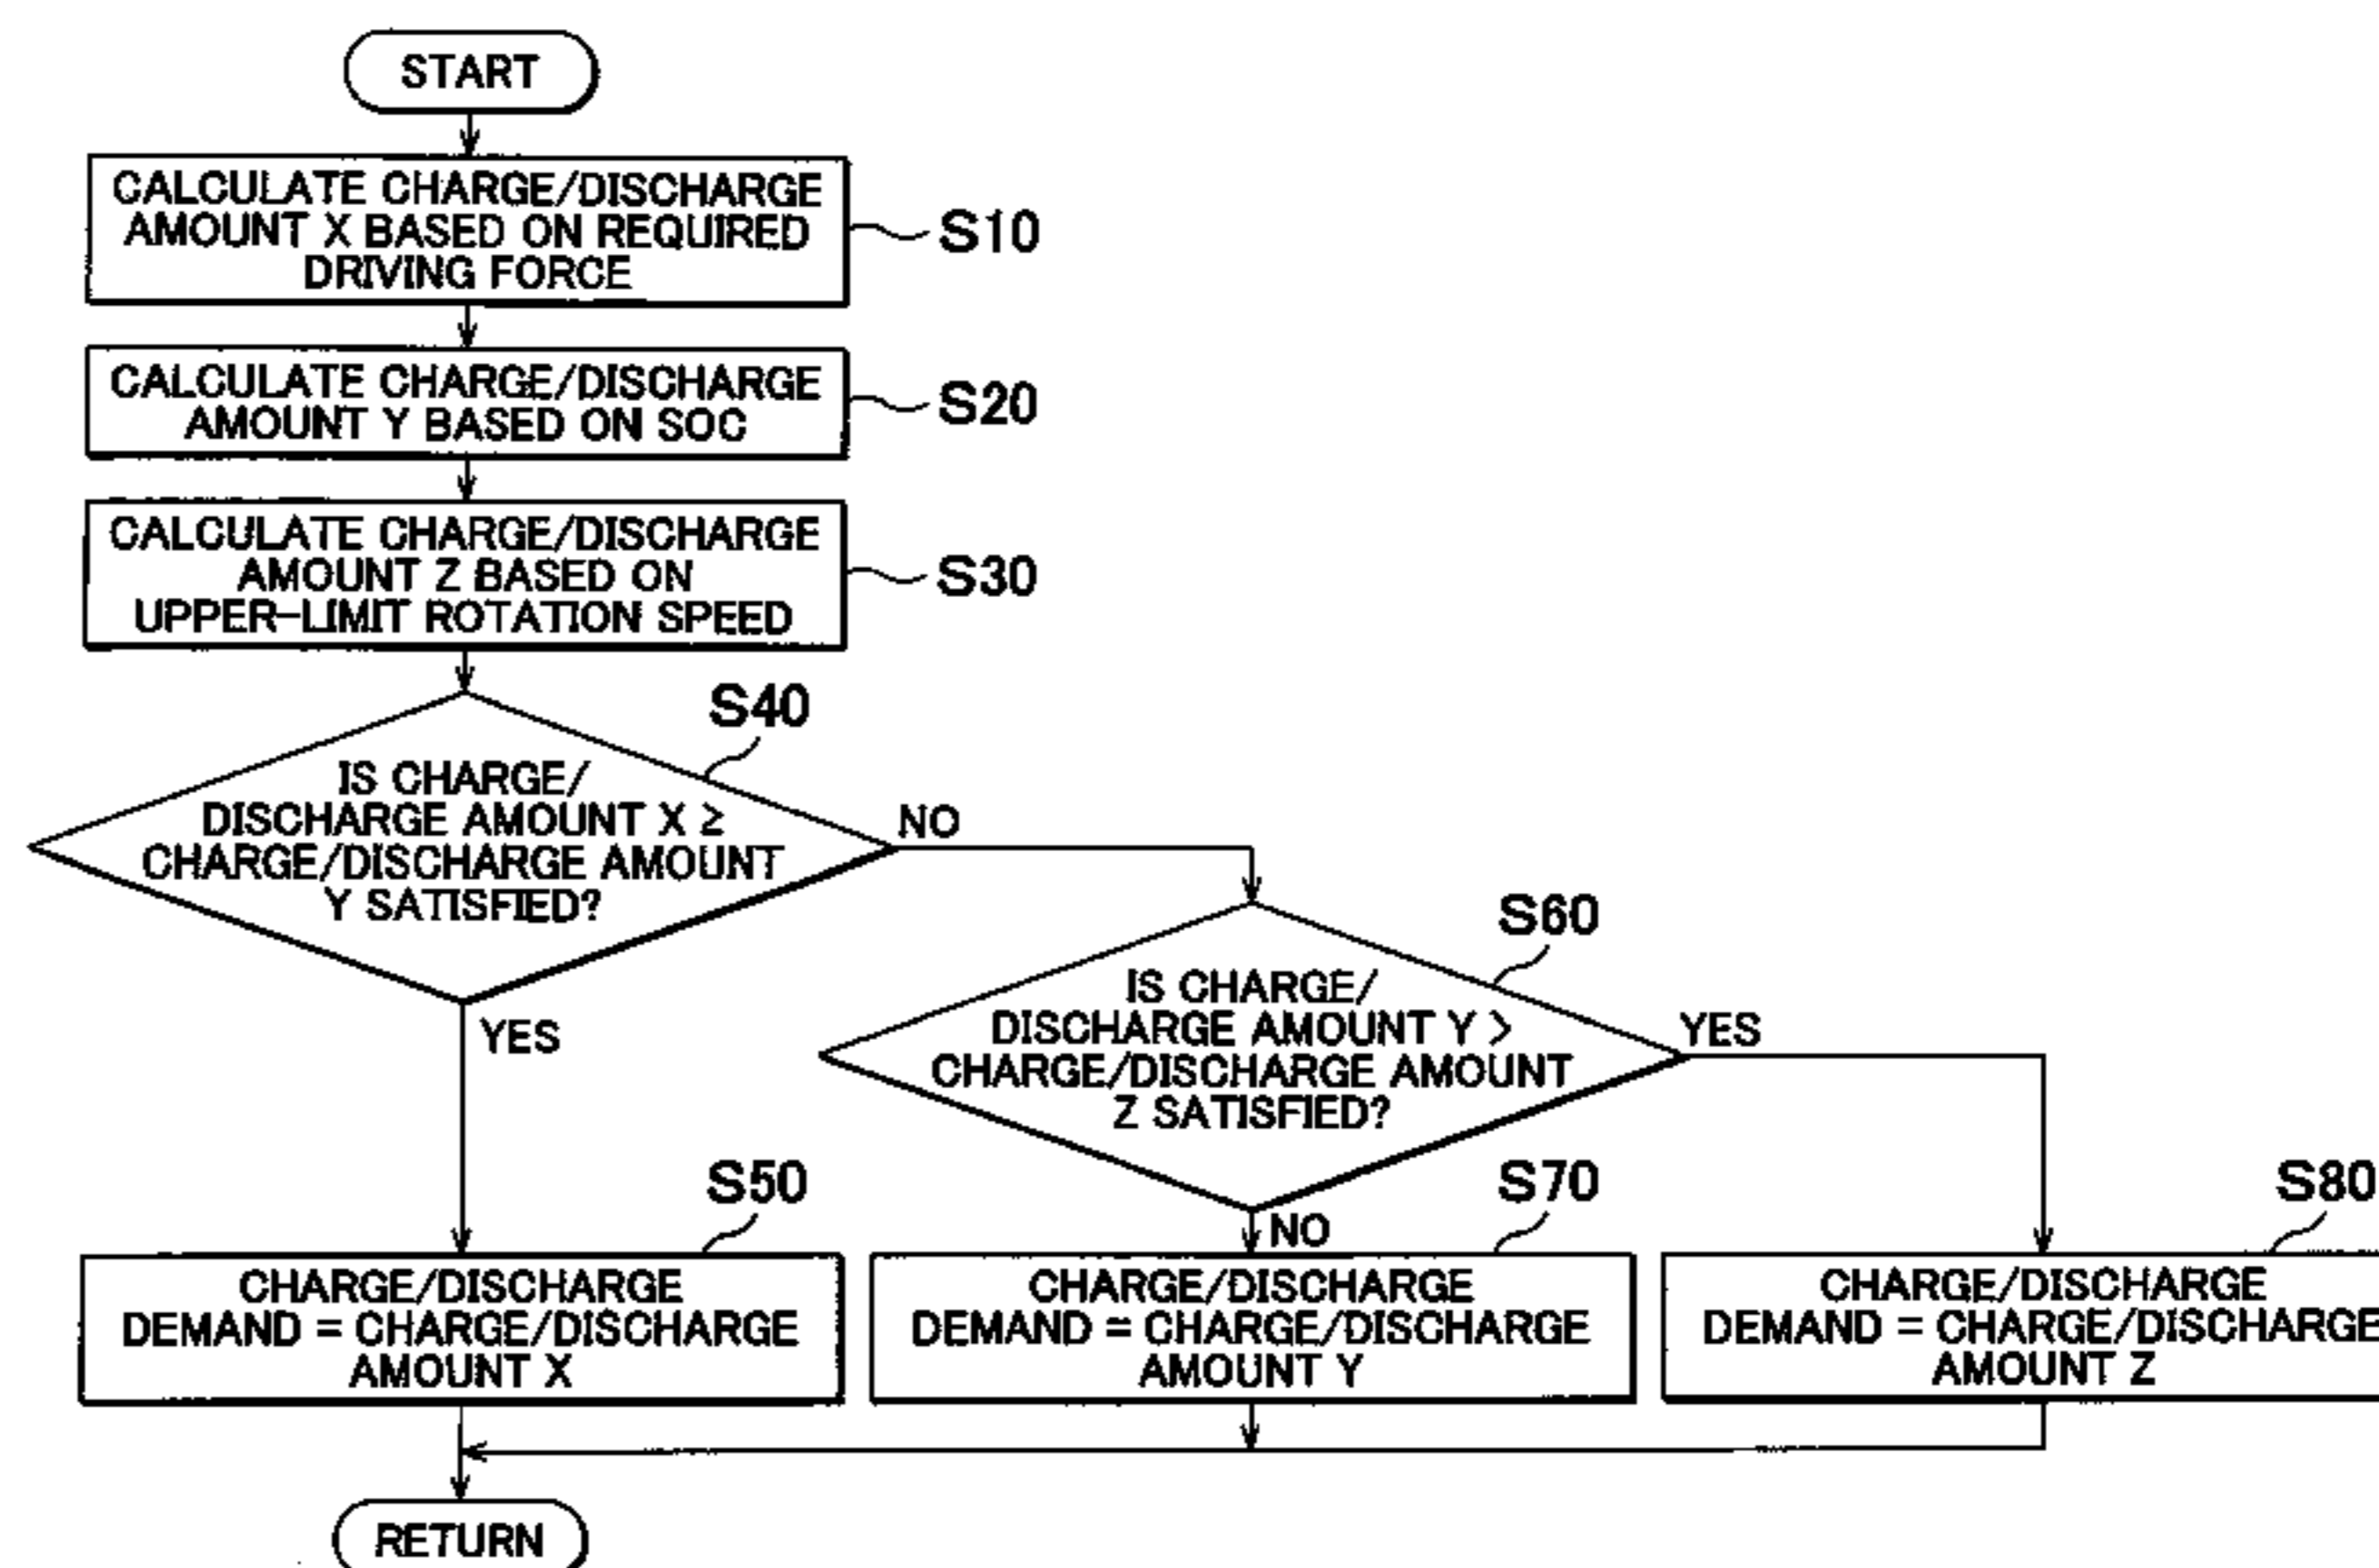 START
CALCULATE CHARGE/DISCHARGE
AMOUNT X BASED ON REQUIRED
DRIVING FORCE
S10
CALCULATE CHARGE/DISCHARGE
AMOUNT Y BASED ON SOC
S20
CALCULATE CHARGE/DISCHARGE
AMOUNT Z BASED ON
UPPER-LIMIT ROTATION SPEED
S30
S40
IS CHARGE/
DISCHARGE AMOUNT X ≥
CHARGE/DISCHARGE AMOUNT
Y SATISFIED?
NO
YES
S60
IS CHARGE/
DISCHARGE AMOUNT Y >
CHARGE/DISCHARGE AMOUNT
Z SATISFIED?
YES
NO
S50
CHARGE/DISCHARGE
DEMAND = CHARGE/DISCHARGE
AMOUNT X
S70
CHARGE/DISCHARGE
DEMAND = CHARGE/DISCHARGE
AMOUNT Y
S80
CHARGE/DISCHARGE
DEMAND = CHARGE/DISCHARGE
AMOUNT Z
RETURN